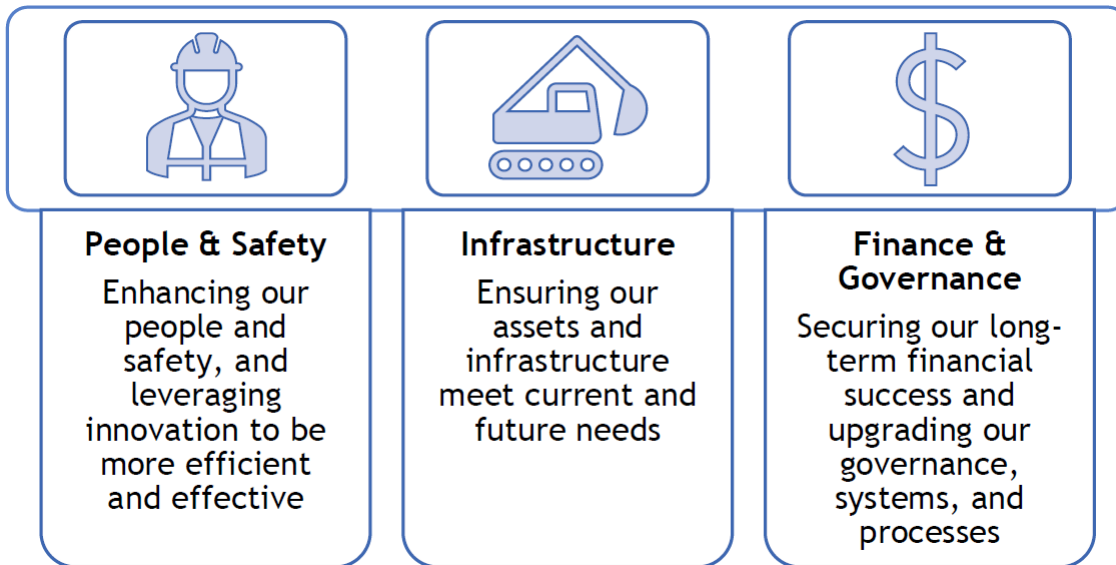 People & Safety
Enhancing our
people and
safety, and
leveraging
innovation to be
more efficient
and effective
Infrastructure
Ensuring our
assets and
infrastructure
meet current and
future needs
Finance &
Governance
Securing our long-
term financial
success and
upgrading our
governance,
systems, and
processes